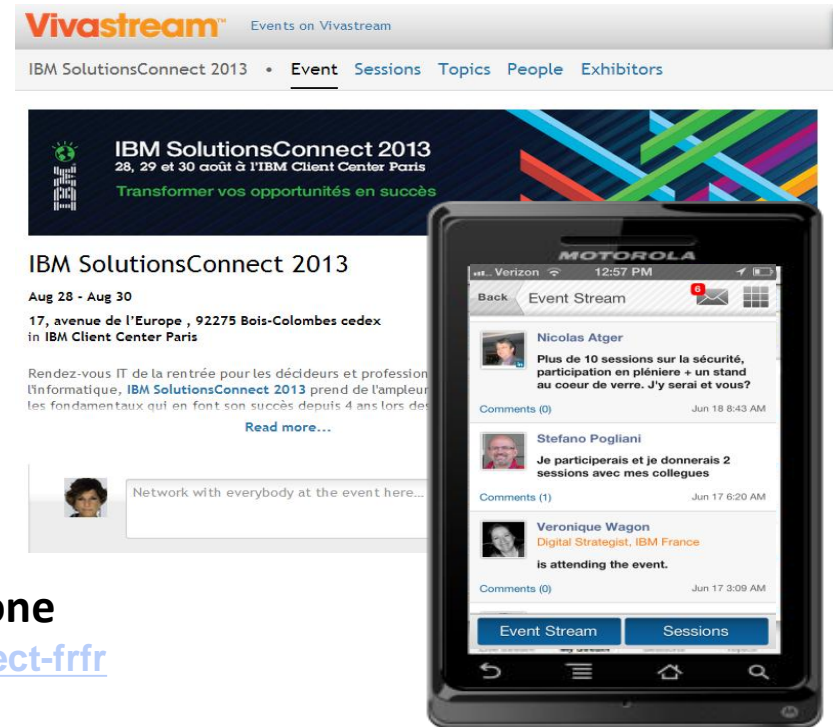 Vivastream™ Events on Vivastream
IBM SolutionsConnect 2013 • Event Sessions Topics People Exhibitors
IBM
IBM SolutionsConnect 2013
28, 29 et 30 août à l'IBM Client Center Paris
Transformer vos opportunités en succès
IBM SolutionsConnect 2013
Aug 28 - Aug 30
17, avenue de l'Europe , 92275 Bois-Colombes cedex
in IBM Client Center Paris
Rendez-vous IT de la rentrée pour les décideurs et profession
l'informatique, IBM SolutionsConnect 2013 prend de l'ampleur
les fondamentaux qui en font son succès depuis 4 ans lors des
Read more...
Network with everybody at the event here...
one
ect-frfr
MOTOROLA
Verizon 12:57 PM
Back Event Stream 6
Nicolas Atger
Plus de 10 sessions sur la sécurité,
participation en pléniere + un stand
au coeur de verre. J'y serai et vous?
Comments (0) Jun 18 8:43 AM
Stefano Pogliani
Je participerais et je donnerais 2
sessions avec mes collegues
Comments (1) Jun 17 6:20 AM
Veronique Wagon
Digital Strategist, IBM France
is attending the event.
Comments (0) Jun 17 3:09 AM
Event Stream Sessions